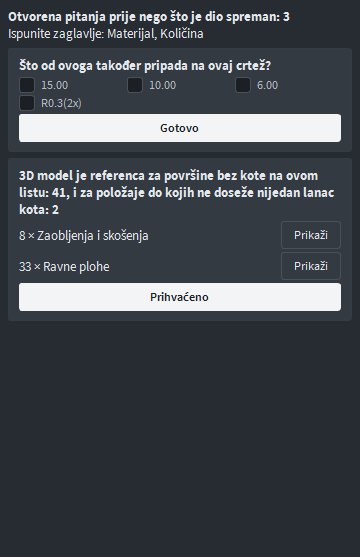 Otvorena pitanja prije nego što je dio spreman: 3
Ispunite zaglavlje: Materijal, Količina
Što od ovoga također pripada na ovaj crtež?
15.00 10.00 6.00
R0.3(2x)
Gotovo
3D model je referenca za površine bez kote na ovom
listu: 41, i za položaje do kojih ne doseže nijedan lanac
kota: 2
8 × Zaobljenja i skošenja Prikaži
33 × Ravne plohe Prikaži
Prihvaćeno